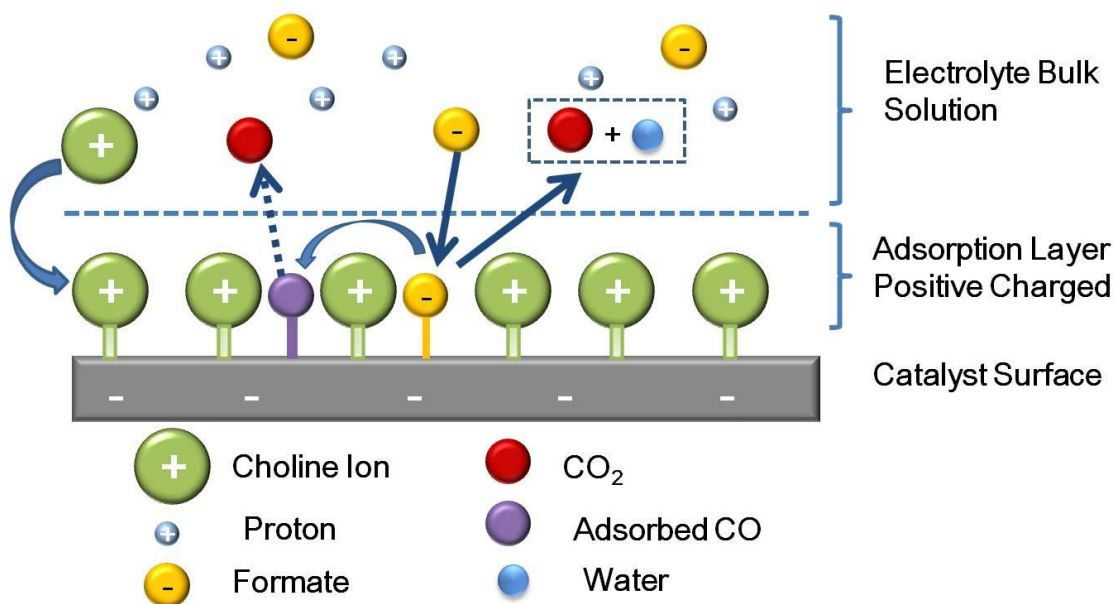 Electrolyte Bulk
Solution
+
Adsorption Layer
Positive Charged
Catalyst Surface
Choline Ion
CO₂
Proton
Adsorbed CO
Formate
Water